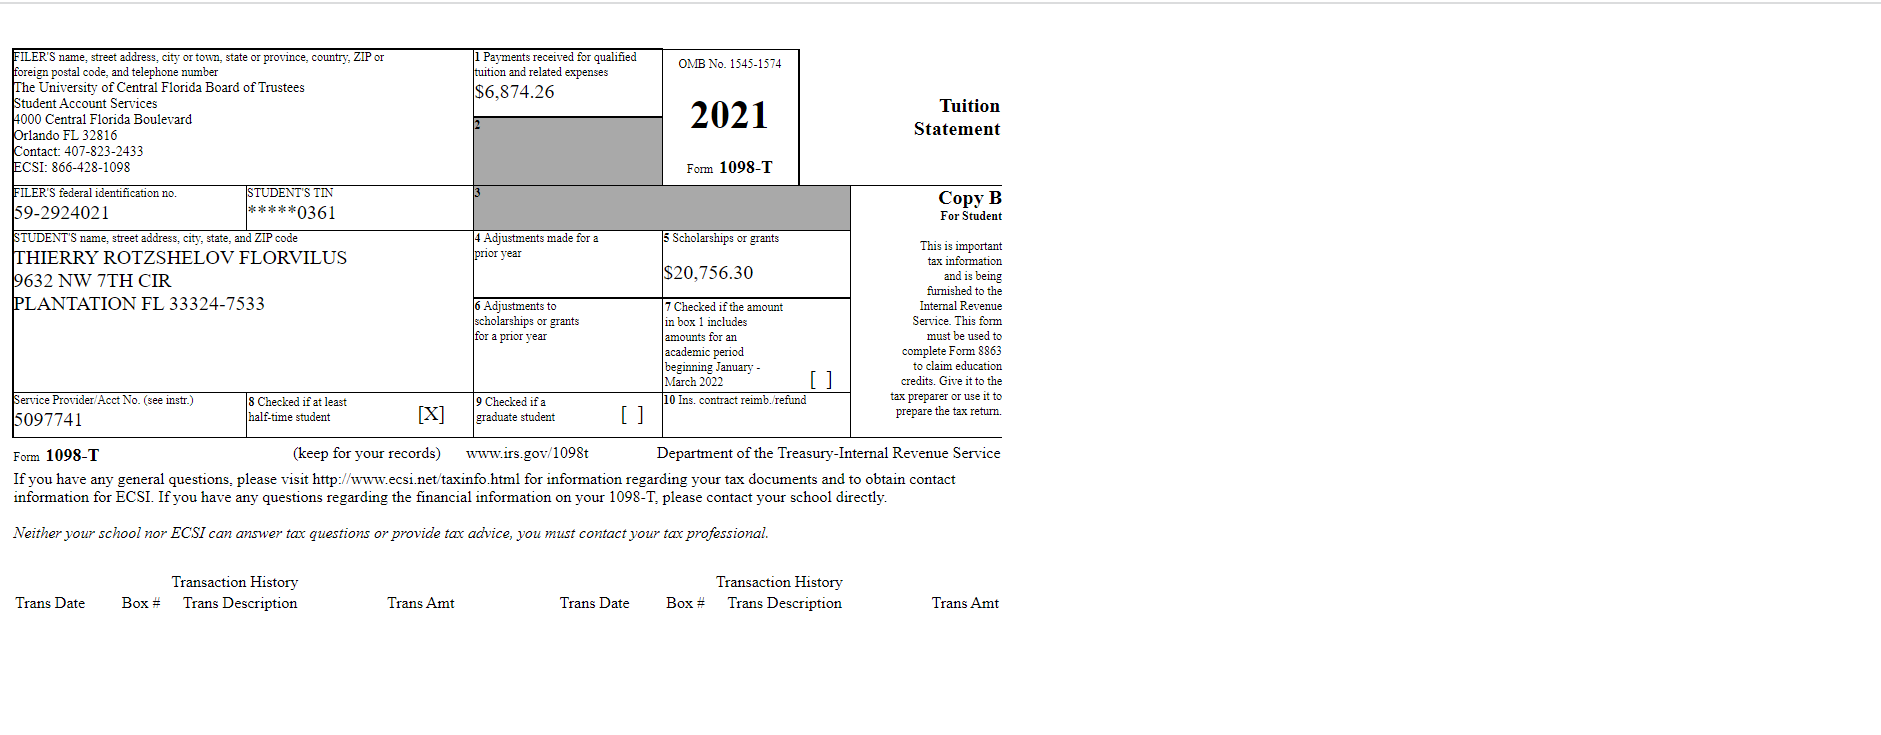 FILER'S name, street address, city or town, state or province, country, ZIP or
foreign postal code, and telephone number
The University of Central Florida Board of Trustees
Student Account Services
4000 Central Florida Boulevard
Orlando FL 32816
Contact: 407-823-2433
ECSI: 866-428-1098
1 Payments received for qualified
tuition and related expenses
$6,874.26
2
OMB No. 1545-1574
2021
Form 1098-T
Tuition
Statement
FILER'S federal identification no.
59-2924021
STUDENT'S TIN
*****0361
3
Copy B
For Student
STUDENT'S name, street address, city, state, and ZIP code
THIERRY ROTZSHELOV FLORVILUS
9632 NW 7TH CIR
PLANTATION FL 33324-7533
4 Adjustments made for a
prior year
5 Scholarships or grants
$20,756.30
6 Adjustments to
scholarships or grants
for a prior year
7 Checked if the amount
in box 1 includes
amounts for an
academic period
beginning January -
March 2022 [ ]
This is important
tax information
and is being
furnished to the
Internal Revenue
Service. This form
must be used to
complete Form 8863
to claim education
credits. Give it to the
tax preparer or use it to
prepare the tax return.
Service Provider/Acct No. (see instr.)
5097741
8 Checked if at least
half-time student [X]
9 Checked if a
graduate student [ ]
10 Ins. contract reimb./refund
Form 1098-T (keep for your records) www.irs.gov/1098t Department of the Treasury-Internal Revenue Service
If you have any general questions, please visit http://www.ecsi.net/taxinfo.html for information regarding your tax documents and to obtain contact
information for ECSI. If you have any questions regarding the financial information on your 1098-T, please contact your school directly.
Neither your school nor ECSI can answer tax questions or provide tax advice, you must contact your tax professional.
Transaction History Transaction History
Trans Date Box # Trans Description Trans Amt Trans Date Box # Trans Description Trans Amt